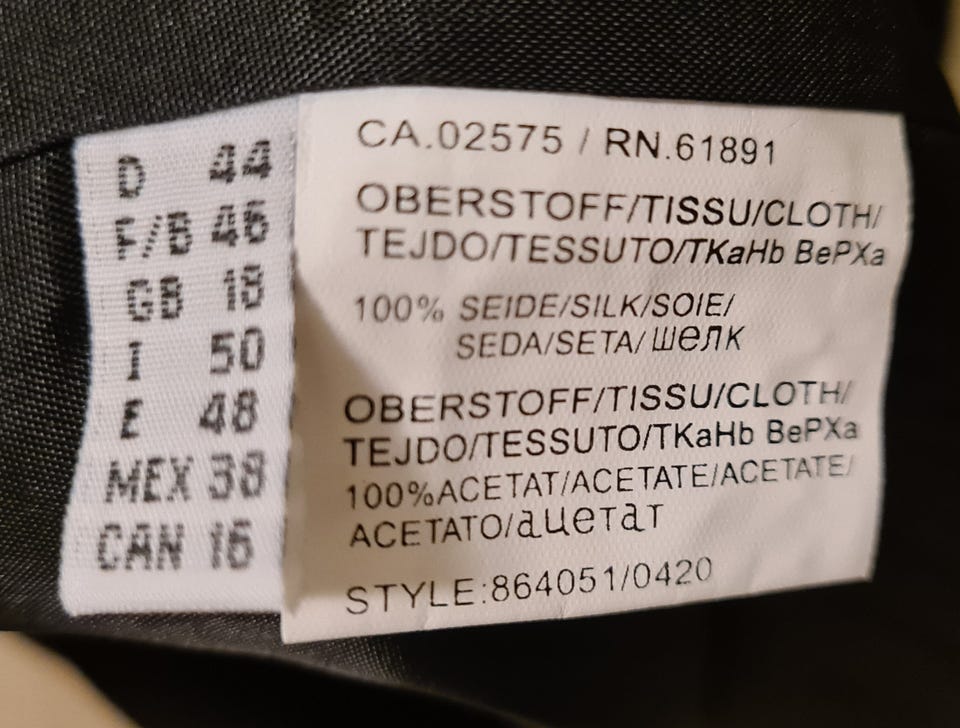 D 44
F/B 46
GB 18
I 50
E 48
MEX 38
CAN 16
CA.02575 / RN.61891
OBERSTOFF/TISSU/CLOTH/
TEJDO/TESSUTO/TKaHb BePXa
100% SEIDE/SILK/SOIE/
SEDA/SETA/шелк
OBERSTOFF/TISSU/CLOTH/
TEJDO/TESSUTO/TKaHb BePXa
100%ACETAT/ACETATE/ACETATE/
ACETATO/ацетат
STYLE:864051/0420